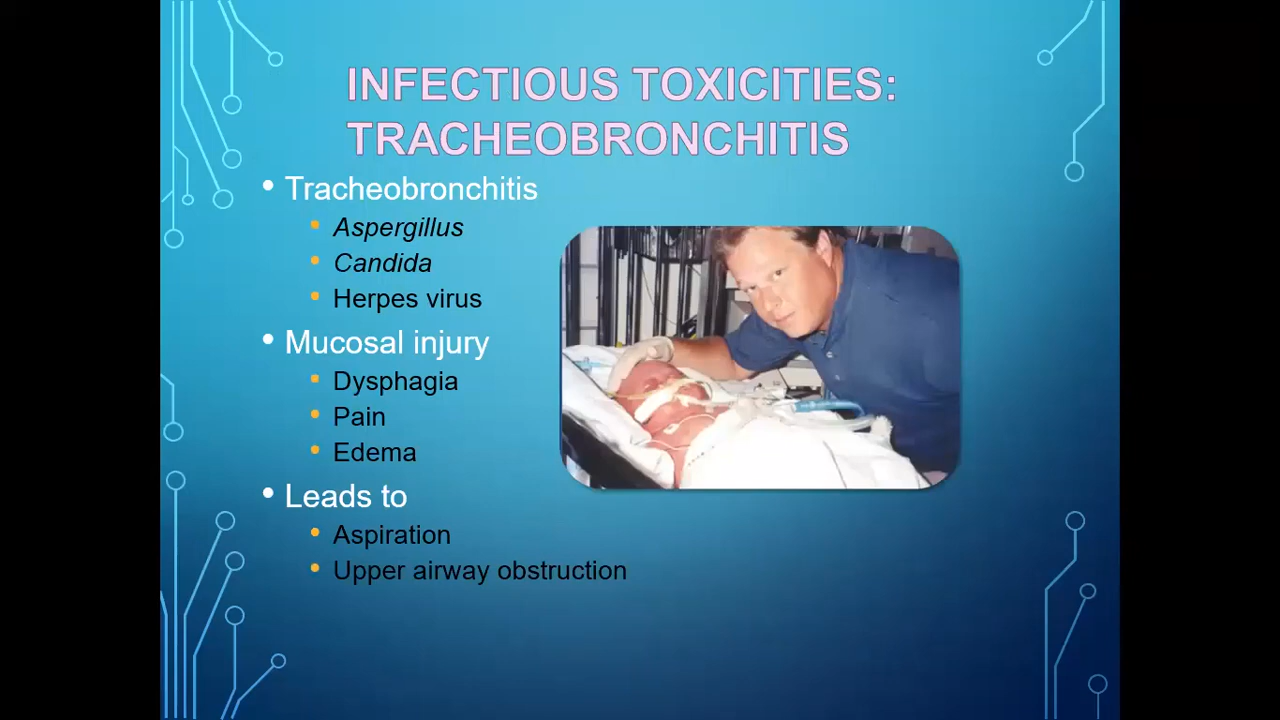 INFECTIOUS TOXICITIES:
TRACHEOBRONCHITIS
• Tracheobronchitis
• Aspergillus
• Candida
• Herpes virus
• Mucosal injury
• Dysphagia
• Pain
• Edema
• Leads to
• Aspiration
• Upper airway obstruction